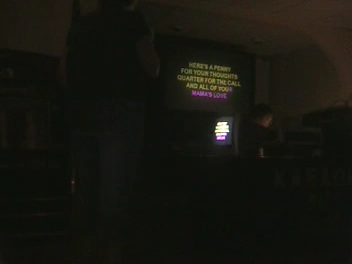 HERE'S A PENNY
FOR YOUR THOUGHTS
QUARTER FOR THE CALL
AND ALL OF YOUR
MAMA'S LOVE